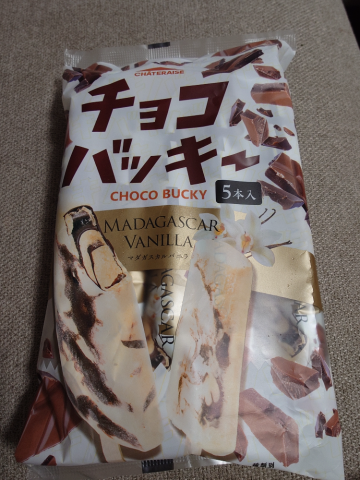 CHÂTERAISÉ
チョコ
バッキー
CHOCO BUCKY
5本入
MADAGASCAR
VANILLA
マダガスカルバニラ